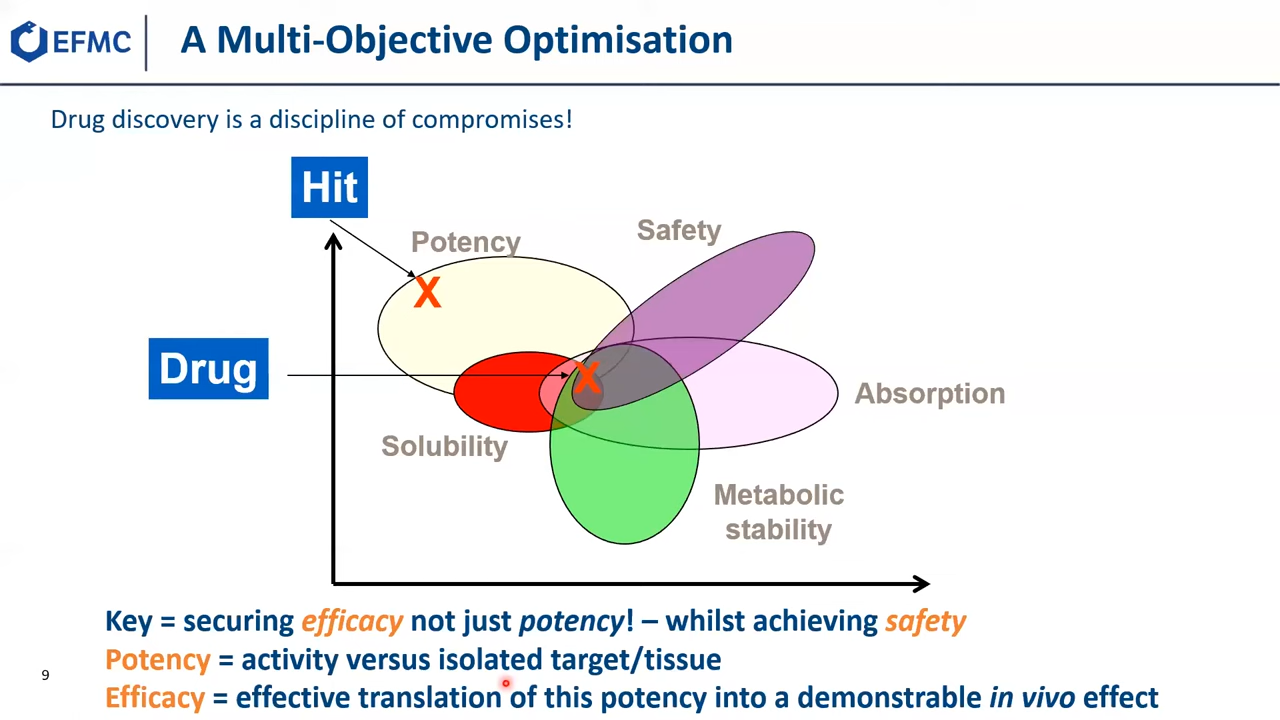 EFMC
A Multi-Objective Optimisation
Drug discovery is a discipline of compromises!
Hit
Potency
Safety
X
Drug
X
Absorption
Solubility
Metabolic
stability
Key = securing efficacy not just potency! – whilst achieving safety
Potency = activity versus isolated target/tissue
9
Efficacy = effective translation of this potency into a demonstrable in vivo effect